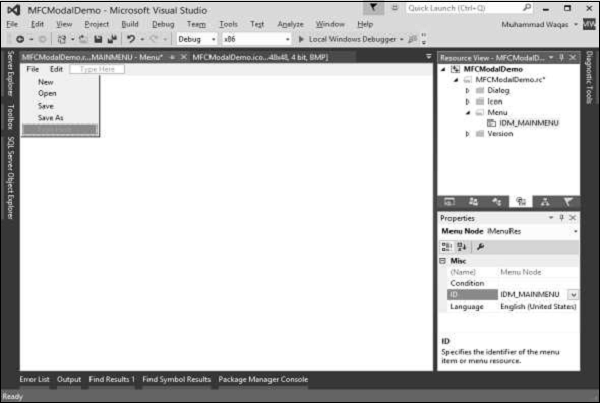 MFCModalDemo - Microsoft Visual Studio
Quick Launch (Ctrl+Q)
File Edit View Project Build Debug Team Tools Test Analyze Window Help
Muhammad Waqas MW
Debug x86 Local Windows Debugger
Server Explorer
Toolbox
SQL Server Object Explorer
MFCModalDemo....MAINMENU - Menu* MFCModalDemo.ico...48x48, 4 bit, BMP]
File Edit Type Here
New
Open
Save
Save As
Resource View - MFCModalD...
MFCModalDemo
MFCModalDemo.rc*
Dialog
Icon
Menu
IDM_MAINMENU
Version
Diagnostic Tools
Properties
Menu Node IMenuRes
Misc
(Name) Menu Node
Condition
ID IDM_MAINMENU
Language English (United States)
ID
Specifies the identifier of the menu
item or menu resource.
Error List Output Find Results 1 Find Symbol Results Package Manager Console
Ready